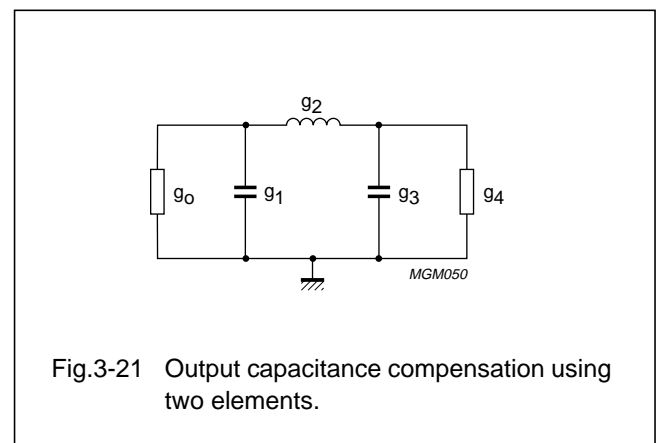 g2
go
g1
g3
g4
MGM050
Fig.3-21 Output capacitance compensation using
two elements.